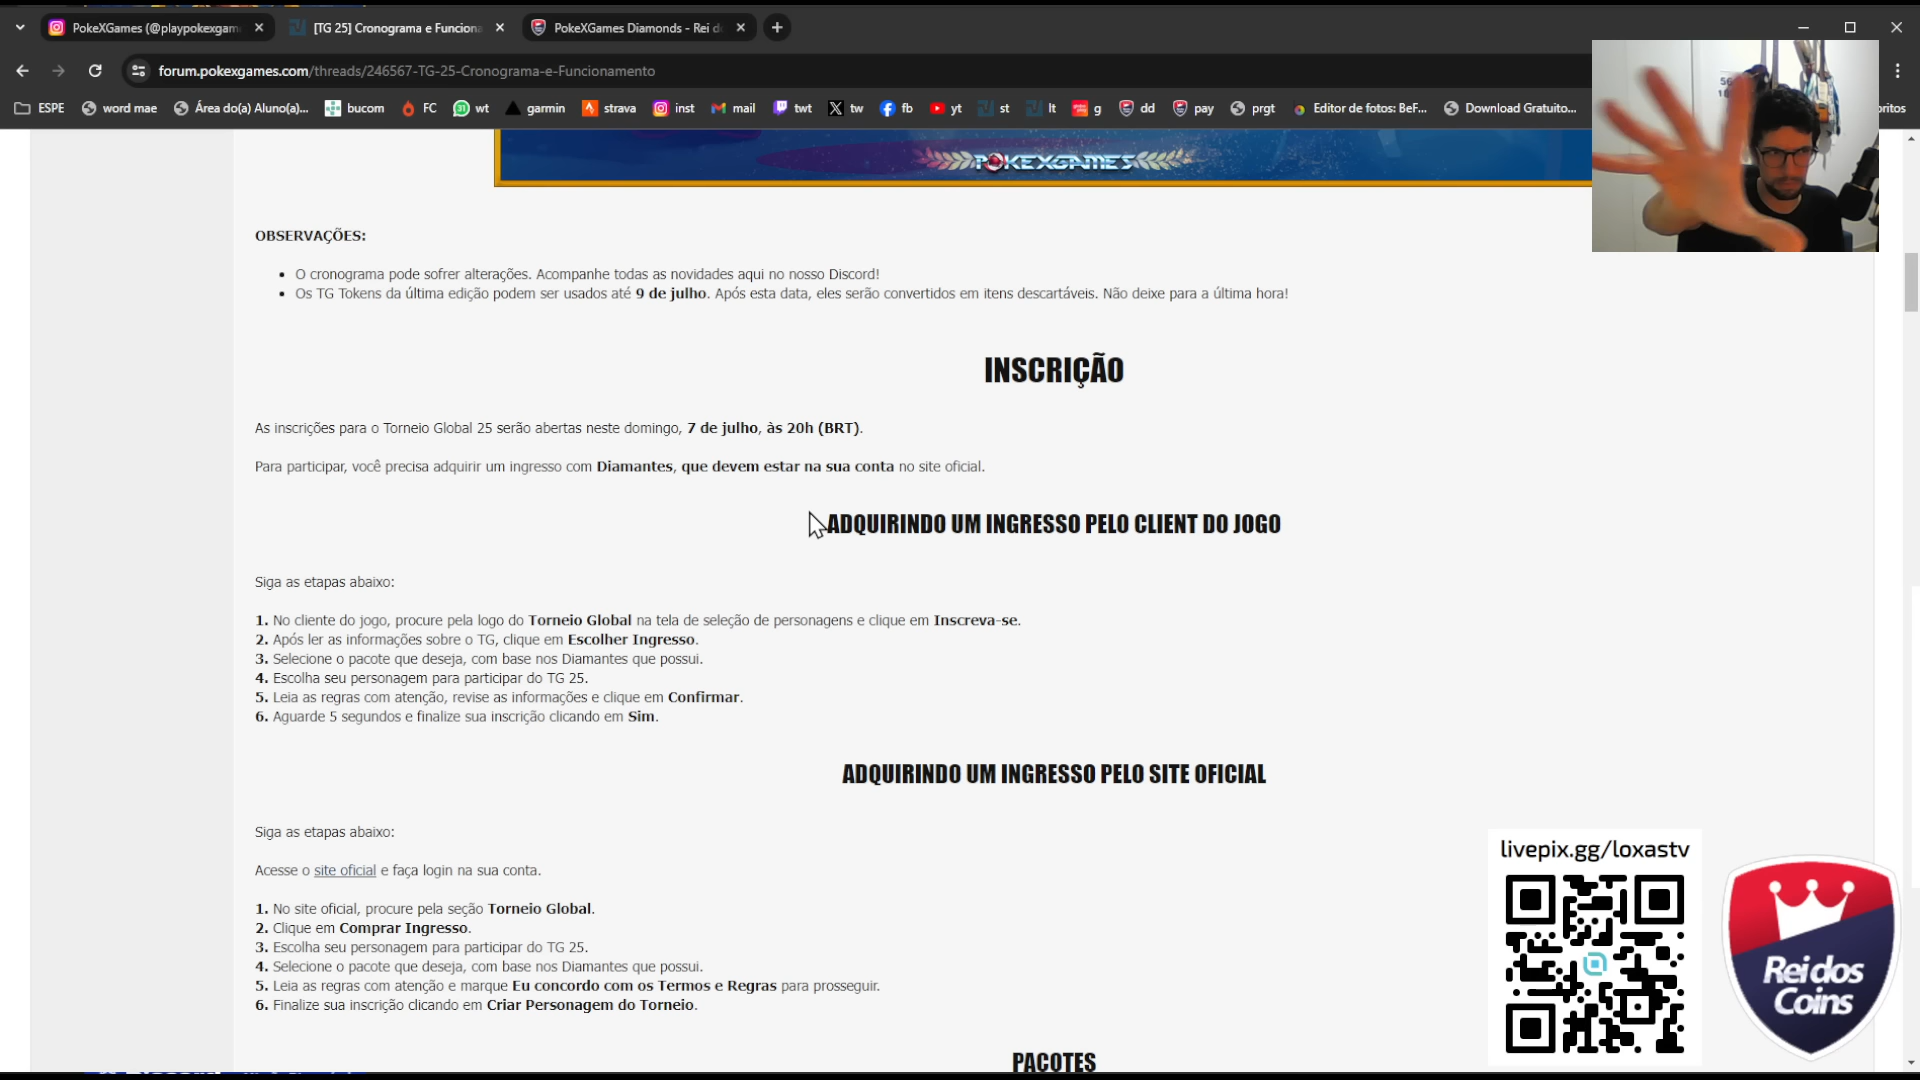 PokeXGames (@playpokexgam
[TG 25] Cronograma e Funciona
PokeXGames Diamonds - Rei d
forum.pokexgames.com/threads/246567-TG-25-Cronograma-e-Funcionamento
ESPE
word mae
Área do(a) Aluno(a)...
bucom
FC
wt
garmin
strava
inst
mail
twt
tw
fb
yt
st
lt
g
dd
pay
prgt
Editor de fotos: BeF...
Download Gratuito...
oritos
POKEXGAMES
OBSERVAÇÕES:
• O cronograma pode sofrer alterações. Acompanhe todas as novidades aqui no nosso Discord!
• Os TG Tokens da última edição podem ser usados até 9 de julho. Após esta data, eles serão convertidos em itens descartáveis. Não deixe para a última hora!
INSCRIÇÃO
As inscrições para o Torneio Global 25 serão abertas neste domingo, 7 de julho, às 20h (BRT).
Para participar, você precisa adquirir um ingresso com Diamantes, que devem estar na sua conta no site oficial.
ADQUIRINDO UM INGRESSO PELO CLIENT DO JOGO
Siga as etapas abaixo:
1. No cliente do jogo, procure pela logo do Torneio Global na tela de seleção de personagens e clique em Inscreva-se.
2. Após ler as informações sobre o TG, clique em Escolher Ingresso.
3. Selecione o pacote que deseja, com base nos Diamantes que possui.
4. Escolha seu personagem para participar do TG 25.
5. Leia as regras com atenção, revise as informações e clique em Confirmar.
6. Aguarde 5 segundos e finalize sua inscrição clicando em Sim.
ADQUIRINDO UM INGRESSO PELO SITE OFICIAL
Siga as etapas abaixo:
Acesse o site oficial e faça login na sua conta.
1. No site oficial, procure pela seção Torneio Global.
2. Clique em Comprar Ingresso.
3. Escolha seu personagem para participar do TG 25.
4. Selecione o pacote que deseja, com base nos Diamantes que possui.
5. Leia as regras com atenção e marque Eu concordo com os Termos e Regras para prosseguir.
6. Finalize sua inscrição clicando em Criar Personagem do Torneio.
PACOTES
livepix.gg/loxastv
Rei dos
Coins